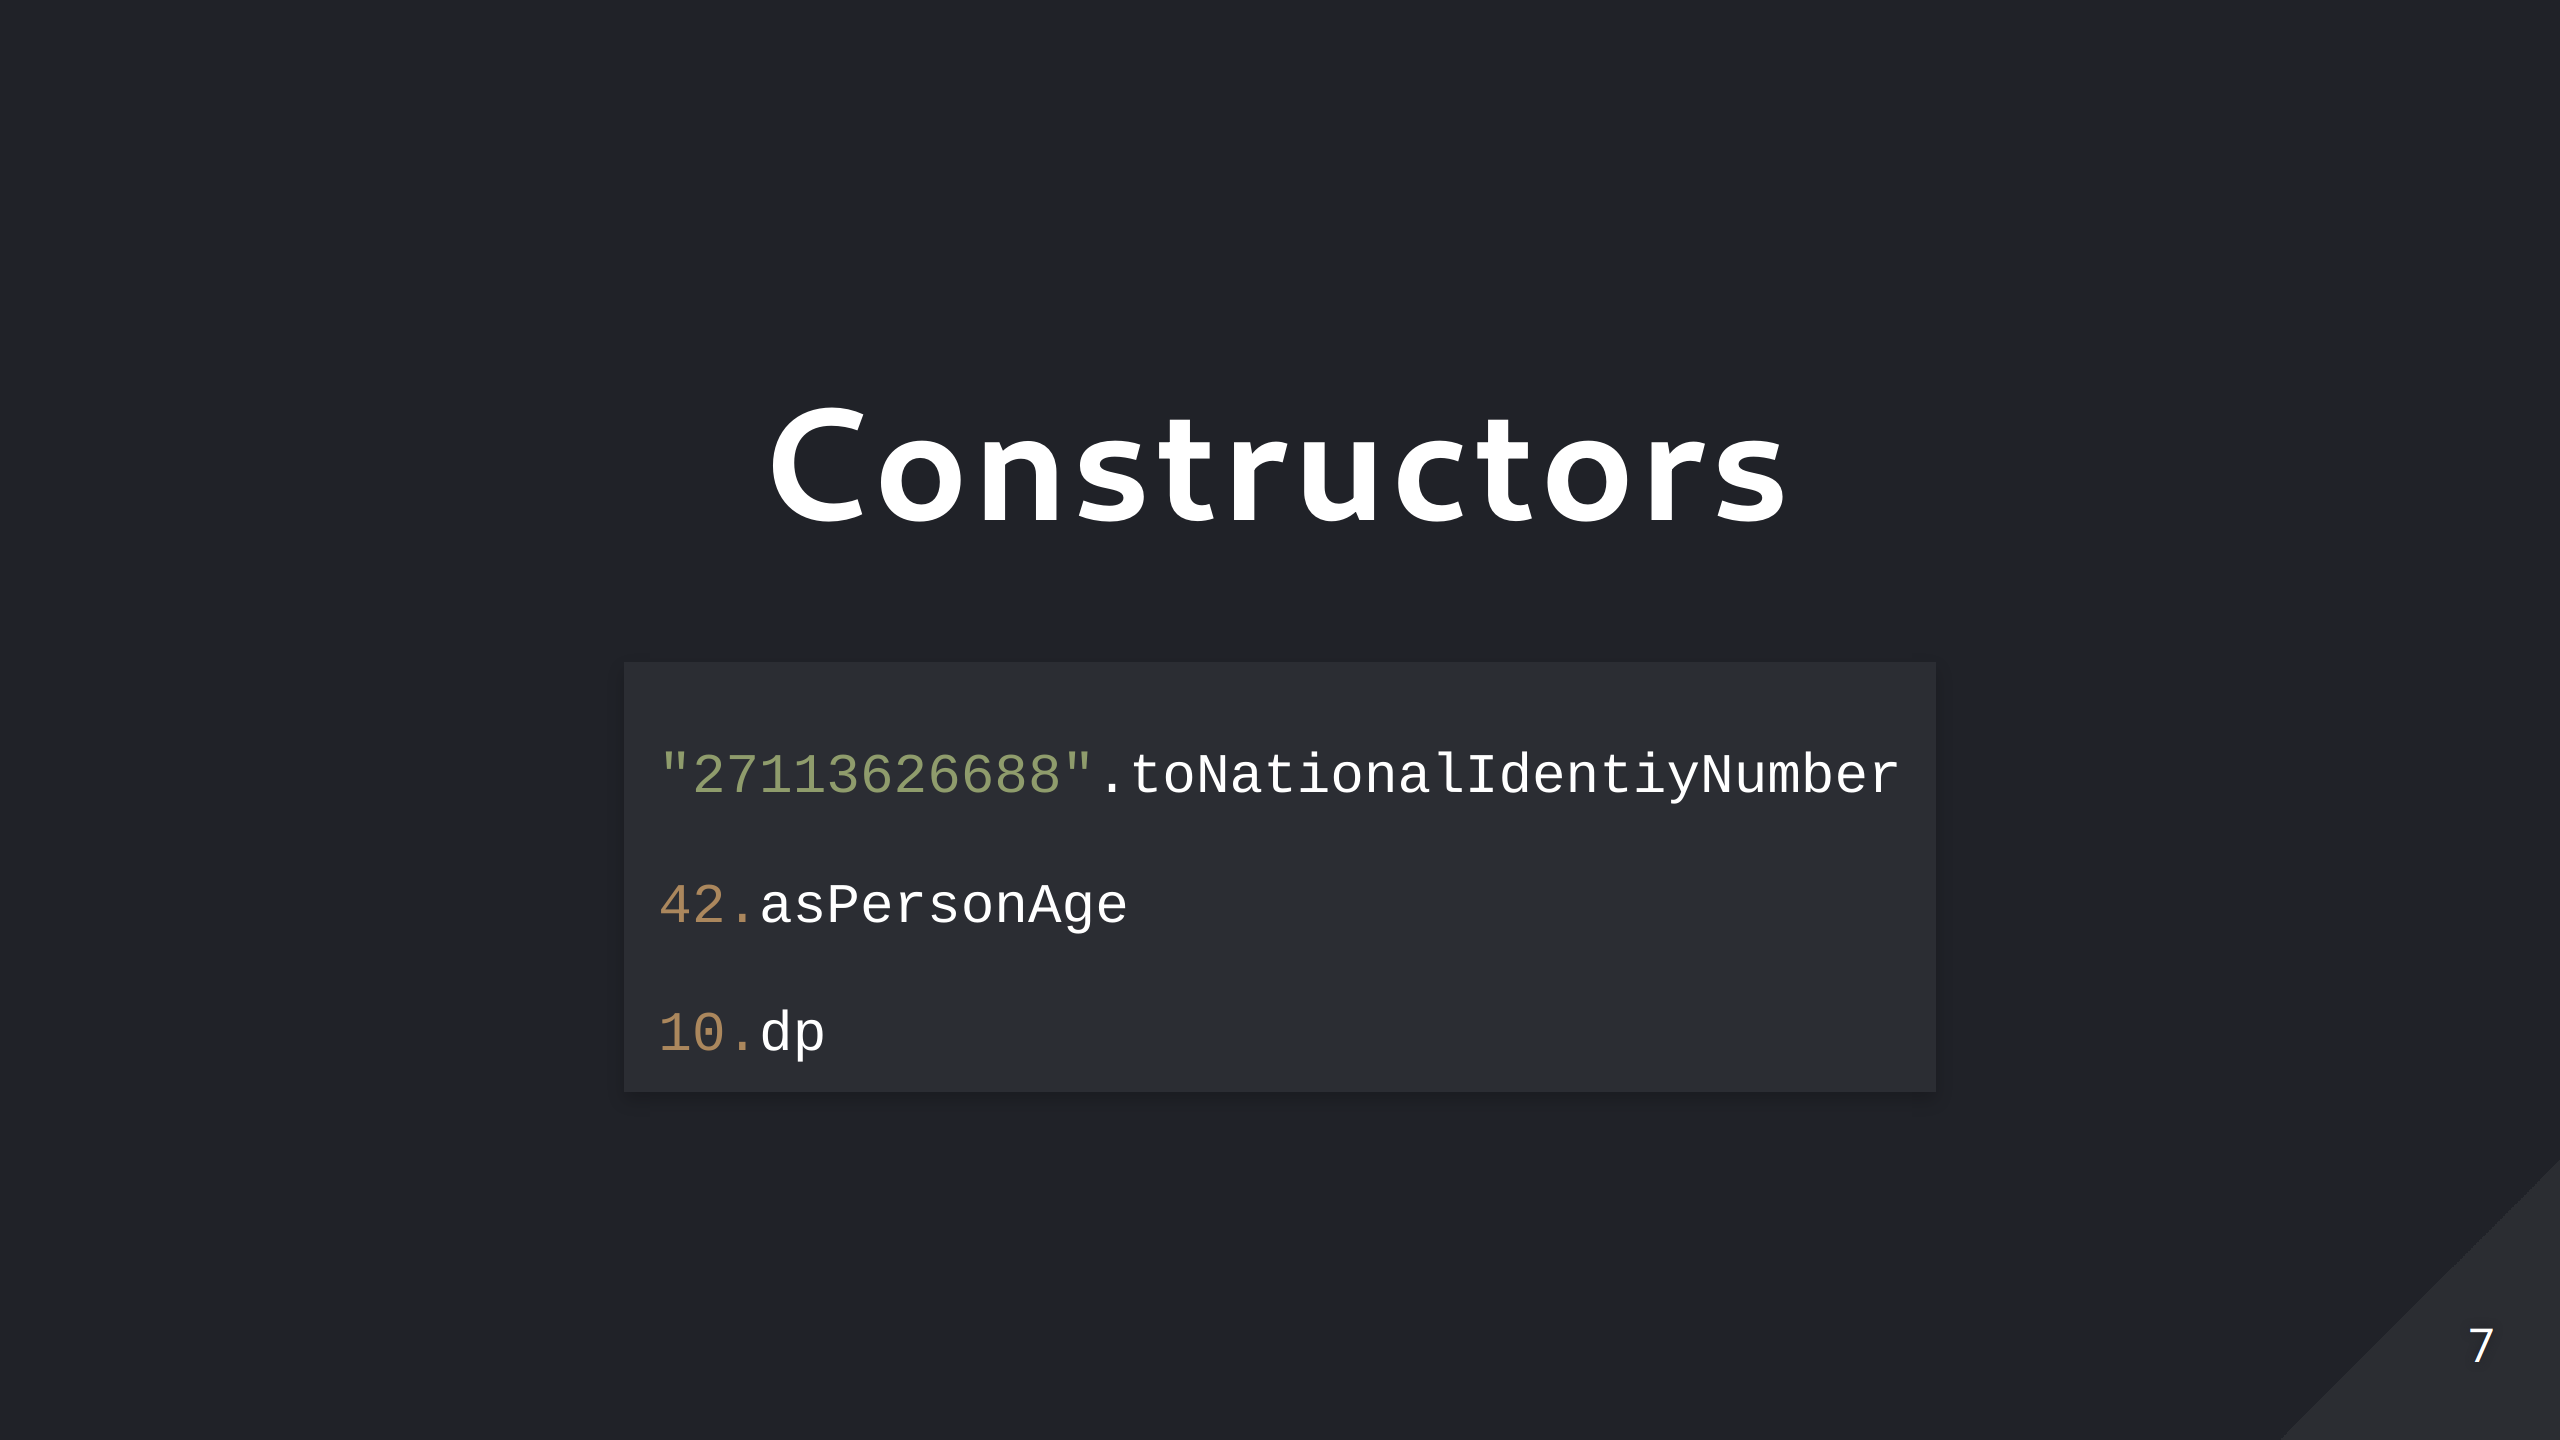 Constructors
"27113626688".toNationalIdentiyNumber
42.asPersonAge
10.dp
7